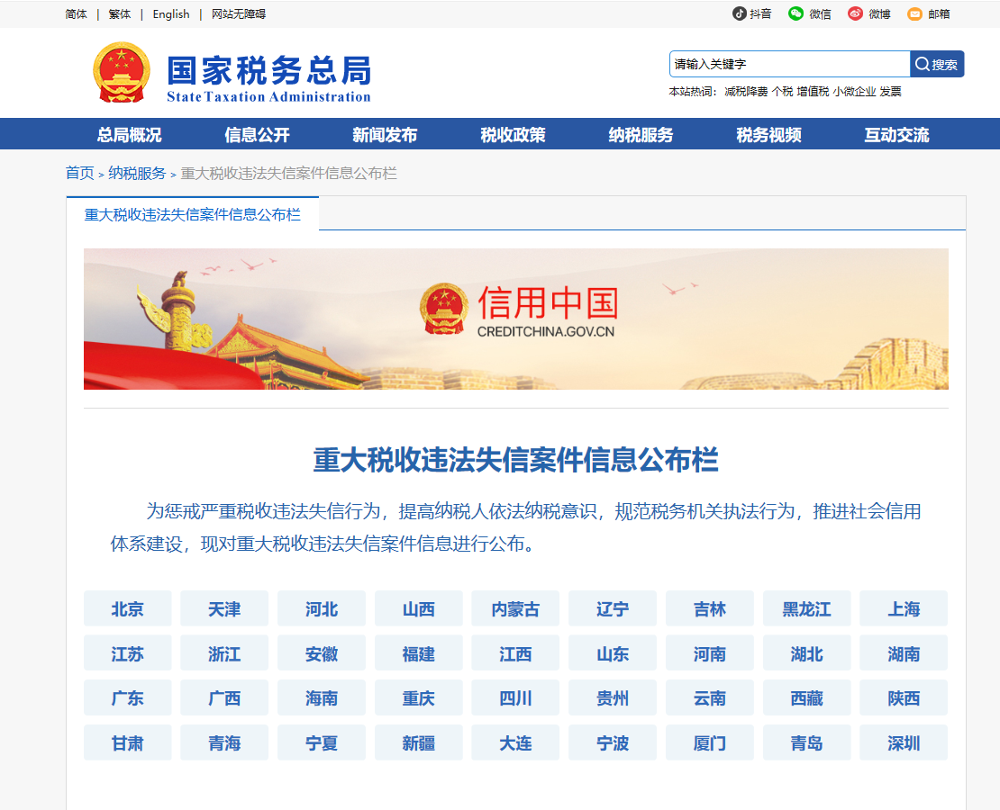 简体 | 繁体 | English | 网站无障碍 抖音 微信 微博 邮箱
国家税务总局
State Taxation Administration
请输入关键字 搜索
本站热词: 减税降费 个税 增值税 小微企业 发票
总局概况 信息公开 新闻发布 税收政策 纳税服务 税务视频 互动交流
首页 > 纳税服务 > 重大税收违法失信案件信息公布栏
重大税收违法失信案件信息公布栏
信用中国
CREDITCHINA.GOV.CN
重大税收违法失信案件信息公布栏
为惩戒严重税收违法失信行为，提高纳税人依法纳税意识，规范税务机关执法行为，推进社会信用
体系建设，现对重大税收违法失信案件信息进行公布。
北京 天津 河北 山西 内蒙古 辽宁 吉林 黑龙江 上海
江苏 浙江 安徽 福建 江西 山东 河南 湖北 湖南
广东 广西 海南 重庆 四川 贵州 云南 西藏 陕西
甘肃 青海 宁夏 新疆 大连 宁波 厦门 青岛 深圳